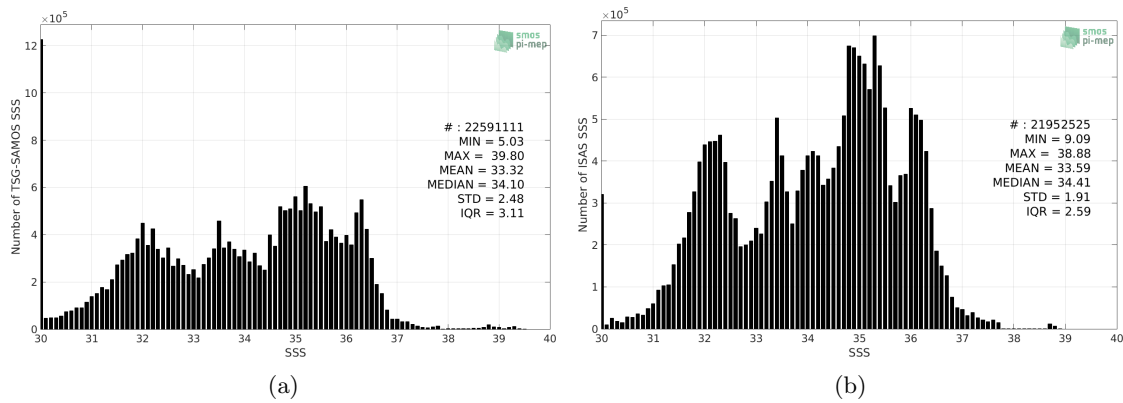 ×10⁵
12
10
8
6
4
2
0
30 31 32 33 34 35 36 37 38 39 40
SSS
Number of TSG-SAMOS SSS
smos
pi-mep
# : 22591111
MIN = 5.03
MAX = 39.80
MEAN = 33.32
MEDIAN = 34.10
STD = 2.48
IQR = 3.11
(a)
×10⁵
7
6
5
4
3
2
1
0
30 31 32 33 34 35 36 37 38 39 40
SSS
Number of ISAS SSS
smos
pi-mep
# : 21952525
MIN = 9.09
MAX = 38.88
MEAN = 33.59
MEDIAN = 34.41
STD = 1.91
IQR = 2.59
(b)